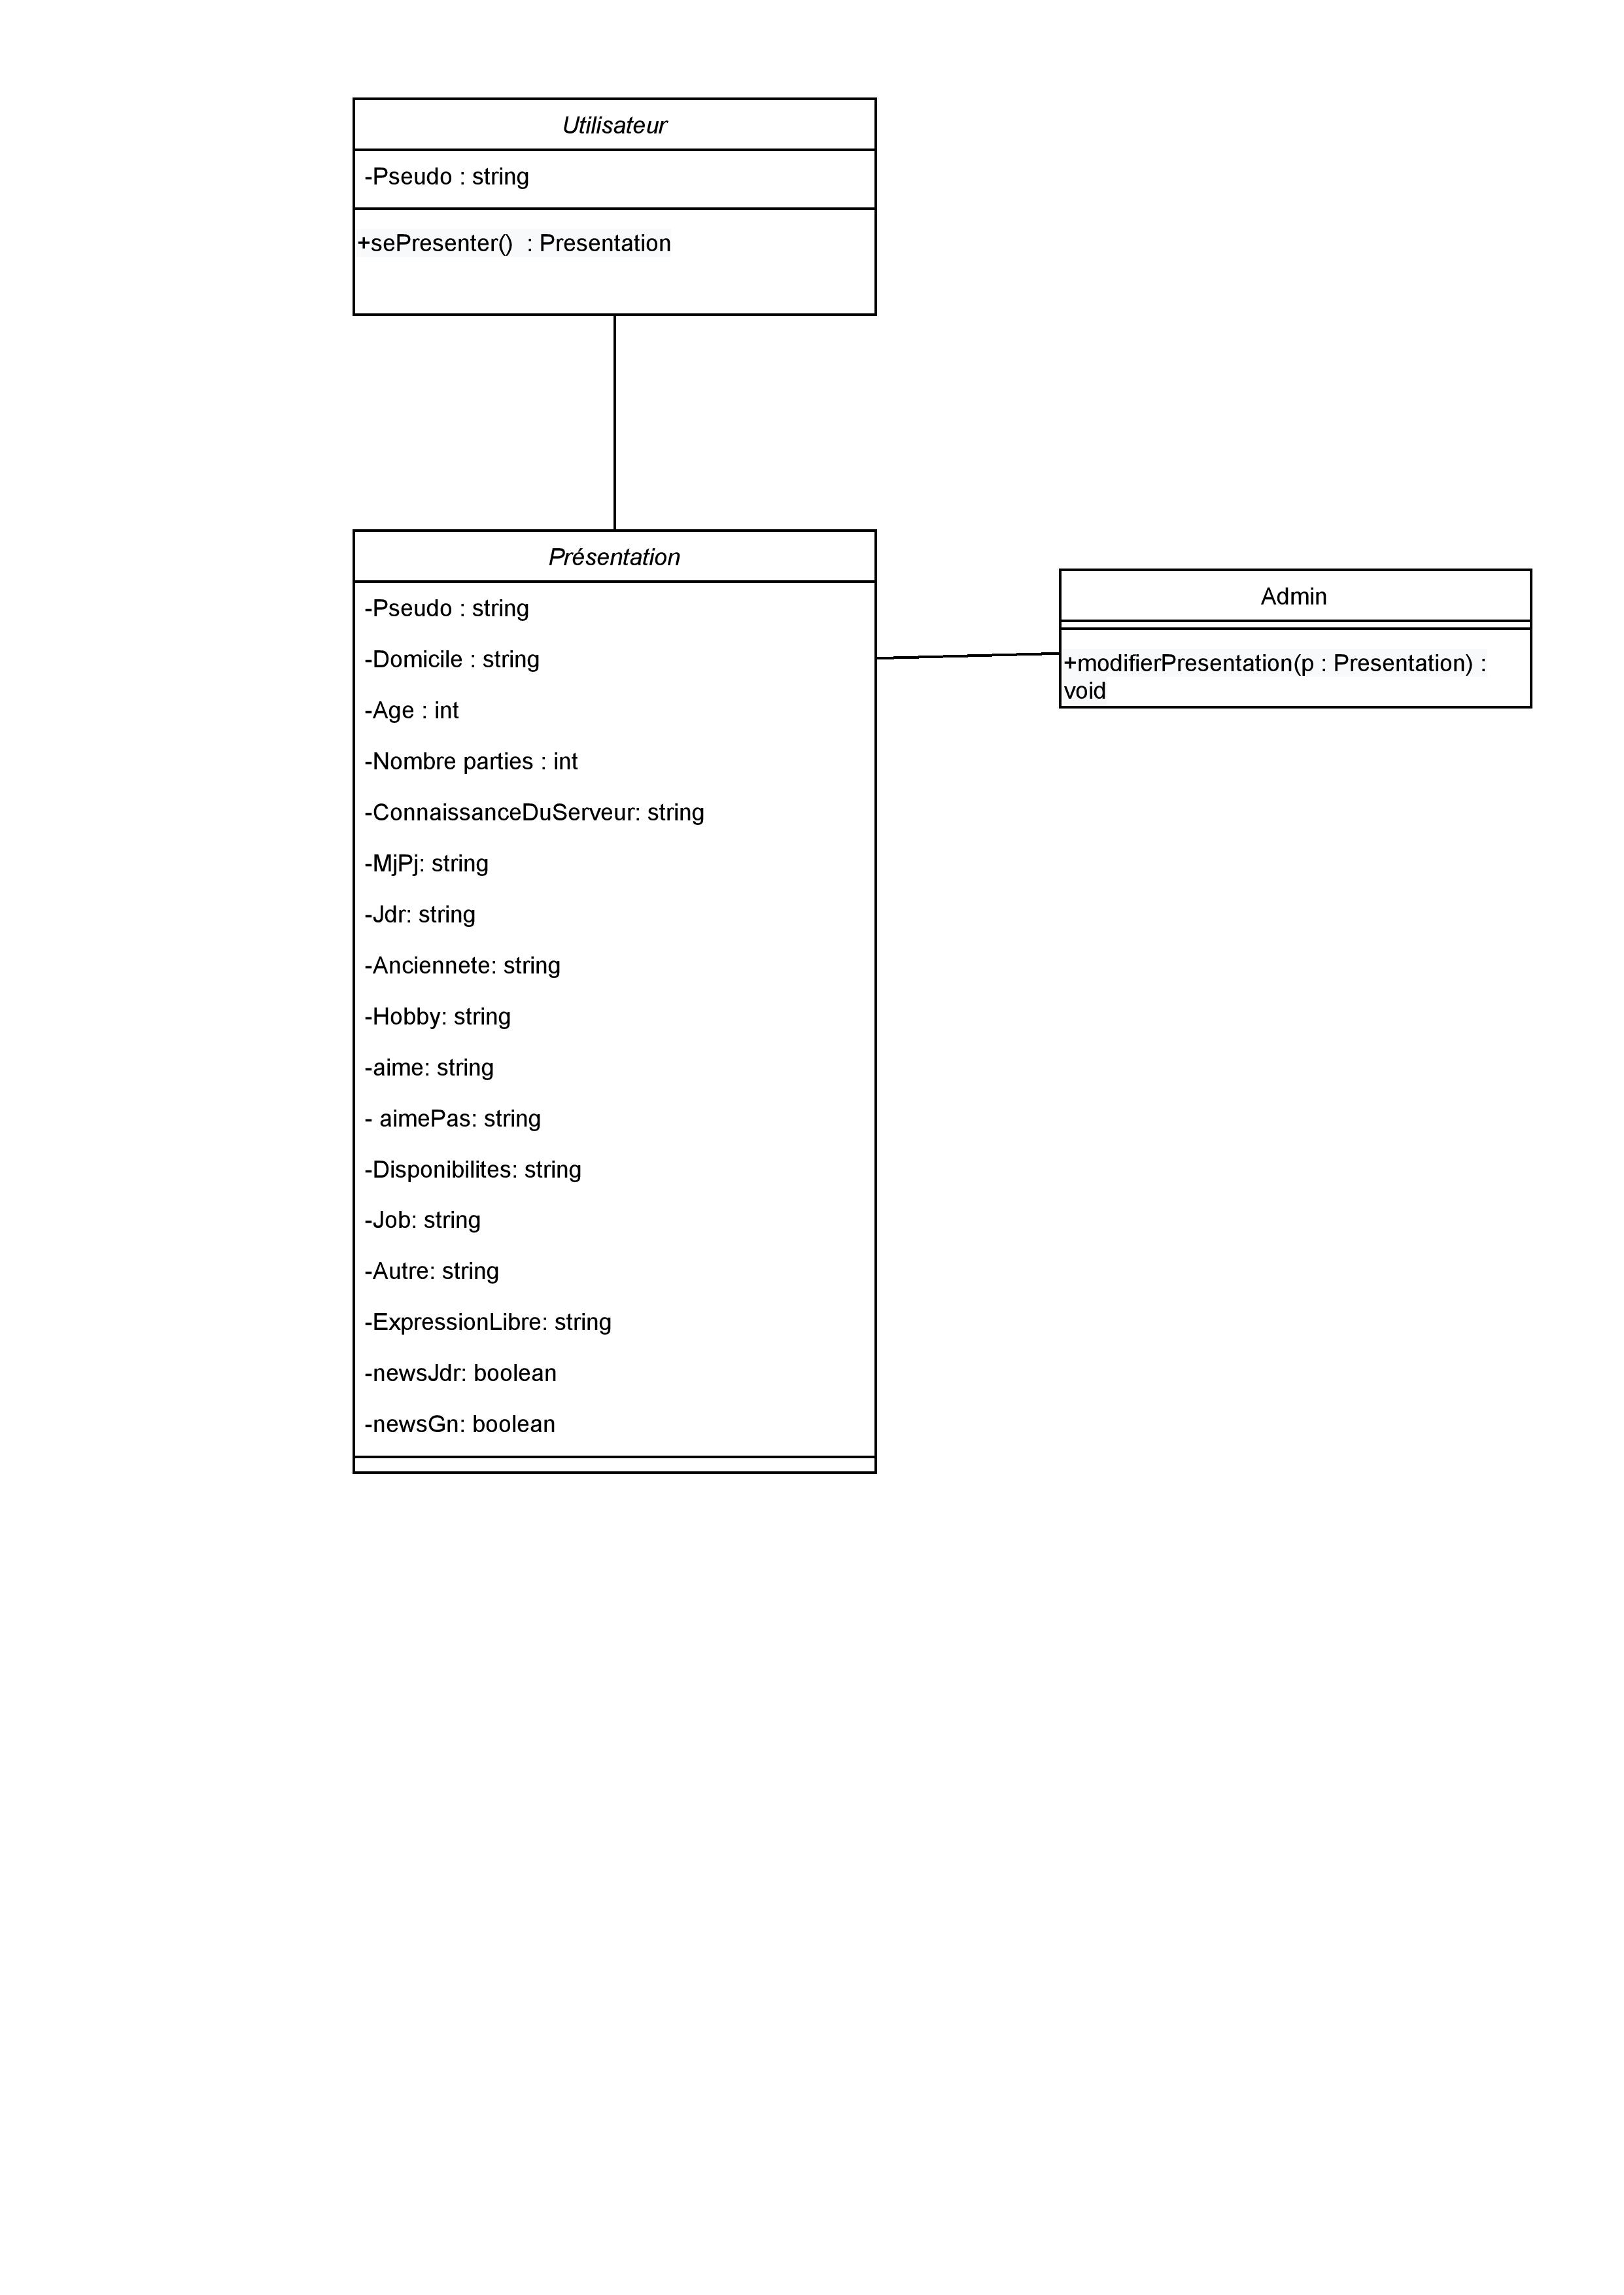 Utilisateur
-Pseudo : string
+sePresenter()  : Presentation
Présentation
-Pseudo : string
-Domicile : string
-Age : int
-Nombre parties : int
-ConnaissanceDuServeur: string
-MjPj: string
-Jdr: string
-Anciennete: string
-Hobby: string
-aime: string
- aimePas: string
-Disponibilites: string
-Job: string
-Autre: string
-ExpressionLibre: string
-newsJdr: boolean
-newsGn: boolean
Admin
+modifierPresentation(p : Presentation) :
void